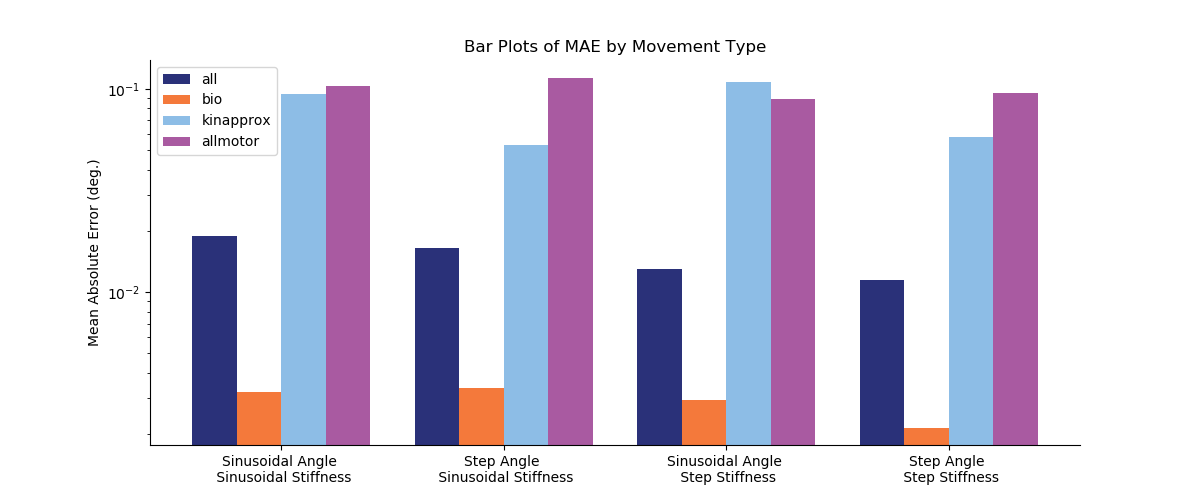 Bar Plots of MAE by Movement Type
all
bio
kinapprox
allmotor
Mean Absolute Error (deg.)
10⁻¹
10⁻²
Sinusoidal Angle
Sinusoidal Stiffness
Step Angle
Sinusoidal Stiffness
Sinusoidal Angle
Step Stiffness
Step Angle
Step Stiffness